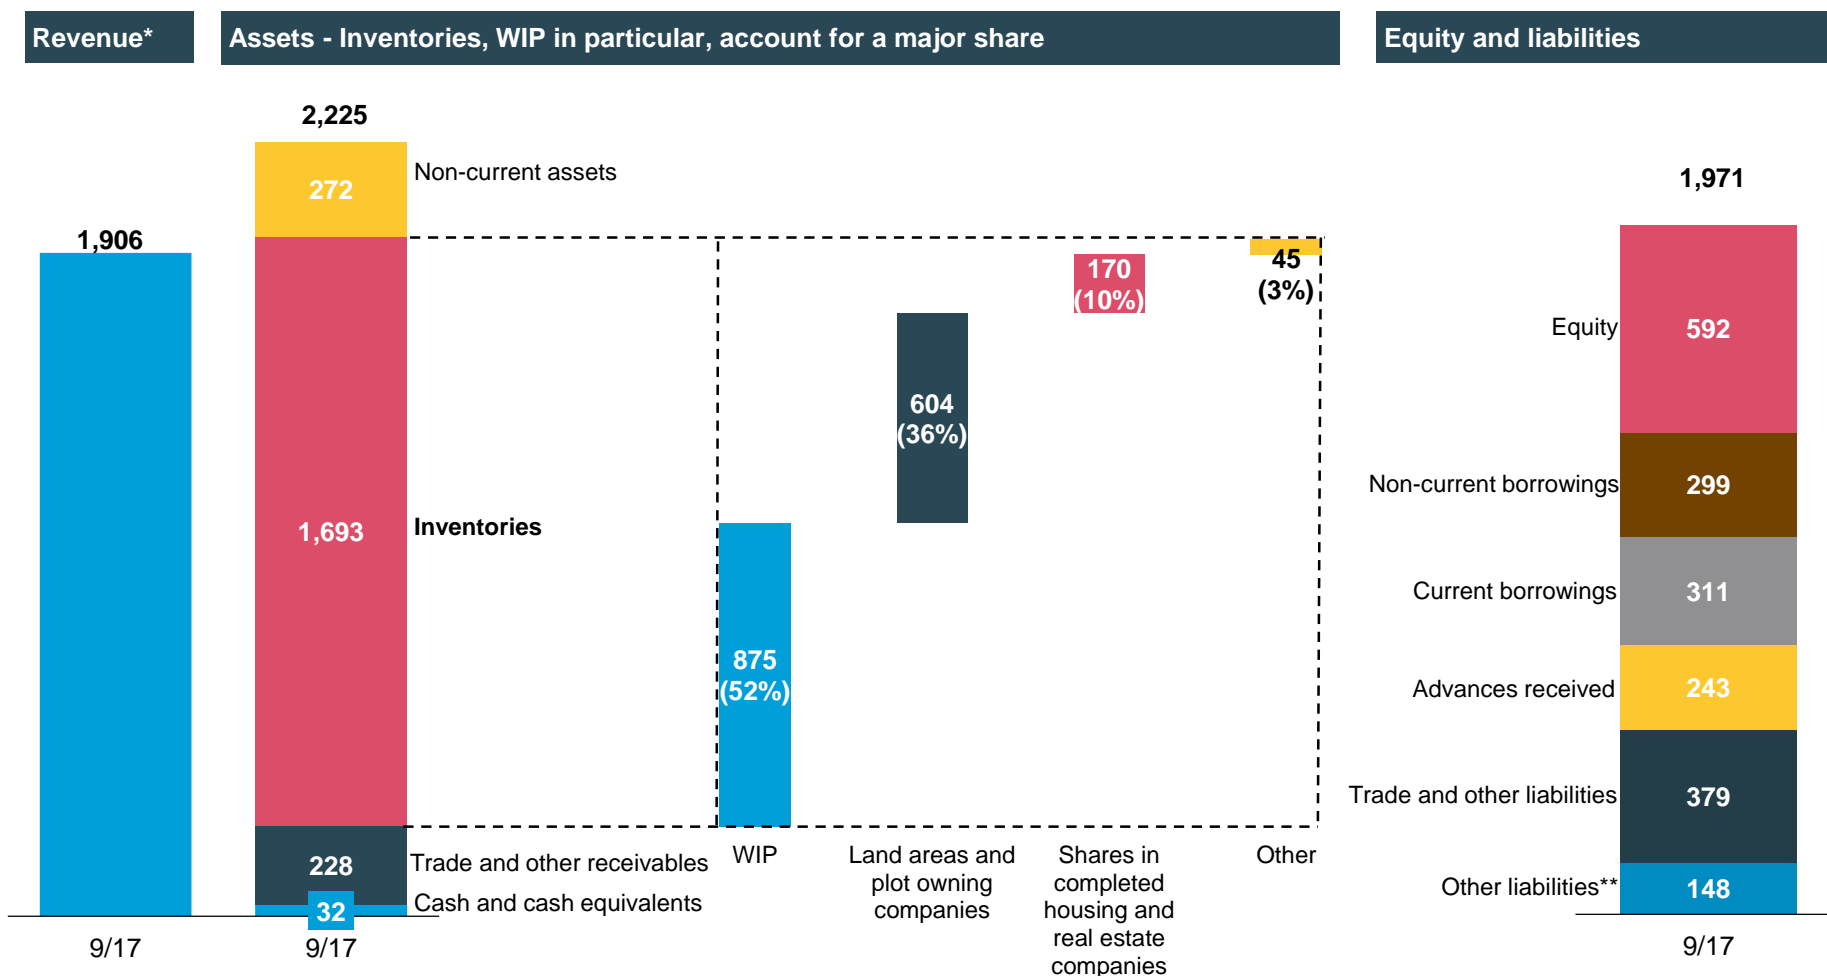 Revenue*
Assets - Inventories, WIP in particular, account for a major share
Equity and liabilities
2,225
272
Non-current assets
1,906
1,693
Inventories
228
Trade and other receivables
32
Cash and cash equivalents
9/17
9/17
875
(52%)
604
(36%)
170
(10%)
45
(3%)
WIP
Land areas and
plot owning
companies
Shares in
completed
housing and
real estate
companies
Other
1,971
Equity
592
Non-current borrowings
299
Current borrowings
311
Advances received
243
Trade and other liabilities
379
Other liabilities**
148
9/17